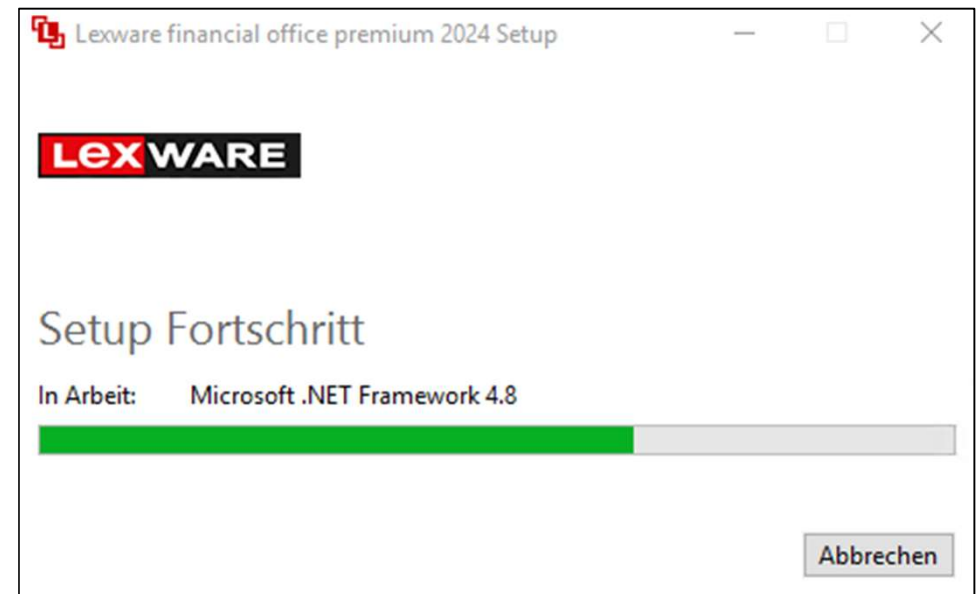 Lexware financial office premium 2024 Setup
LEXWARE
Setup Fortschritt
In Arbeit: Microsoft .NET Framework 4.8
Abbrechen